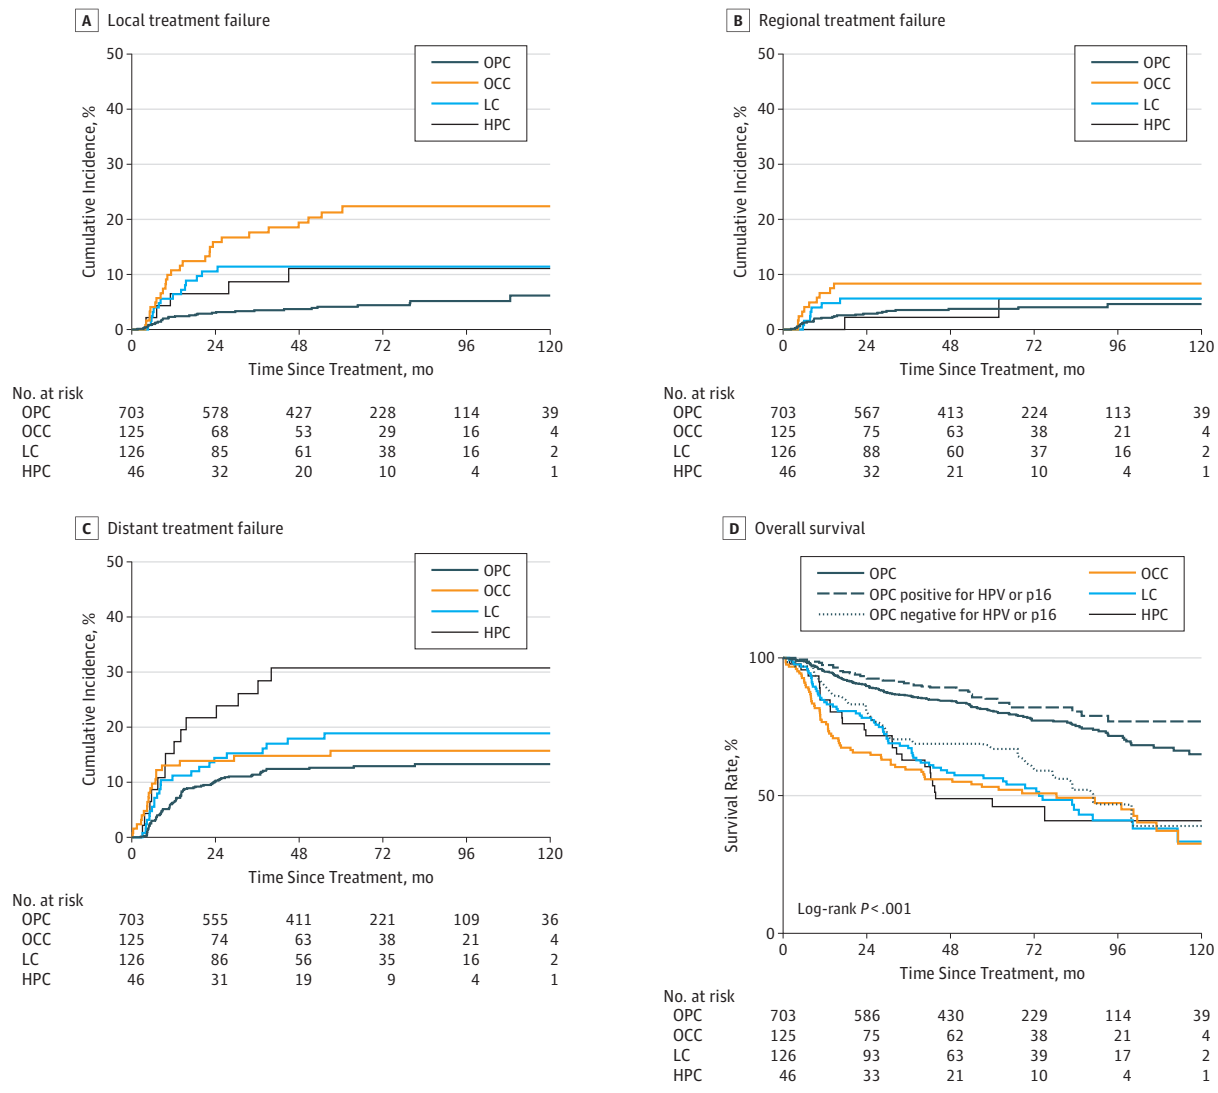 A Local treatment failure
50
40
30
20
10
0
Cumulative Incidence, %
OPC
OCC
LC
HPC
0 24 48 72 96 120
Time Since Treatment, mo
No. at risk
OPC 703 578 427 228 114 39
OCC 125 68 53 29 16 4
LC 126 85 61 38 16 2
HPC 46 32 20 10 4 1
B Regional treatment failure
50
40
30
20
10
0
Cumulative Incidence, %
OPC
OCC
LC
HPC
0 24 48 72 96 120
Time Since Treatment, mo
No. at risk
OPC 703 567 413 224 113 39
OCC 125 75 63 38 21 4
LC 126 88 60 37 16 2
HPC 46 32 21 10 4 1
C Distant treatment failure
50
40
30
20
10
0
Cumulative Incidence, %
OPC
OCC
LC
HPC
0 24 48 72 96 120
Time Since Treatment, mo
No. at risk
OPC 703 555 411 221 109 36
OCC 125 74 63 38 21 4
LC 126 86 56 35 16 2
HPC 46 31 19 9 4 1
D Overall survival
OPC OCC
OPC positive for HPV or p16 LC
OPC negative for HPV or p16 HPC
100
50
0
Survival Rate, %
Log-rank P < .001
0 24 48 72 96 120
Time Since Treatment, mo
No. at risk
OPC 703 586 430 229 114 39
OCC 125 75 62 38 21 4
LC 126 93 63 39 17 2
HPC 46 33 21 10 4 1